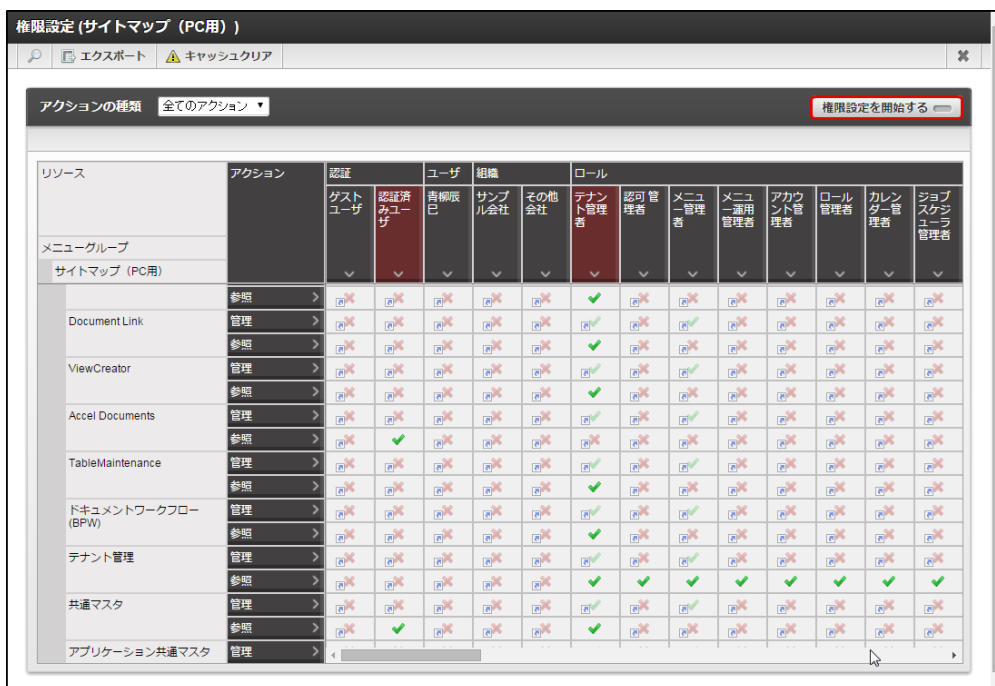 権限設定 (サイトマップ（PC用）)
エクスポート キャッシュクリア
アクションの種類 全てのアクション 権限設定を開始する
リソース アクション 認証 ユーザ 組織 ロール
ゲストユーザ 認証済みユーザ 青柳辰巳 サンプル会社 その他会社 テナント管理者 認可管理者 メニュー管理者 メニュー運用管理者 アカウント管理者 ロール管理者 カレンダー管理者 ジョブスケジューラ管理者
メニューグループ
サイトマップ（PC用）
参照
Document Link 管理
参照
ViewCreator 管理
参照
Accel Documents 管理
参照
TableMaintenance 管理
参照
ドキュメントワークフロー 管理
(BPW)
参照
テナント管理 管理
参照
共通マスタ 管理
参照
アプリケーション共通マスタ 管理